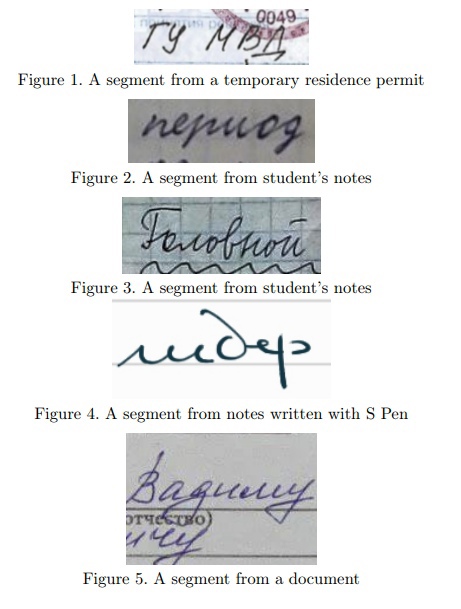 0049
ГУ МВД
Figure 1. A segment from a temporary residence permit
период
Figure 2. A segment from student's notes
Головной
Figure 3. A segment from student's notes
лидер
Figure 4. A segment from notes written with S Pen
Вадиму
отчество)
ичу
Figure 5. A segment from a document